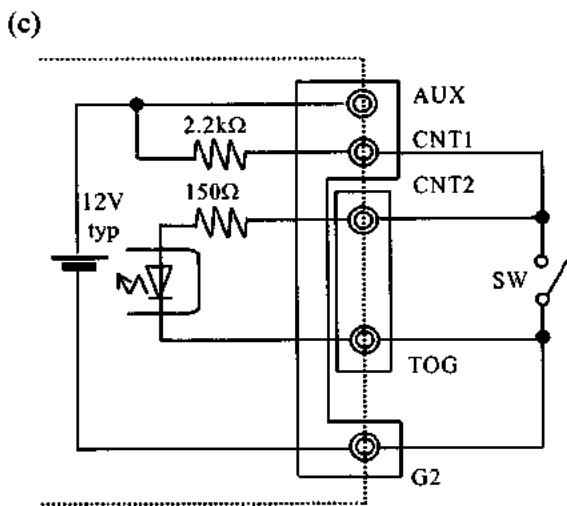 (c)
AUX
2.2kΩ
CNT1
150Ω
CNT2
12V
typ
SW
TOG
G2